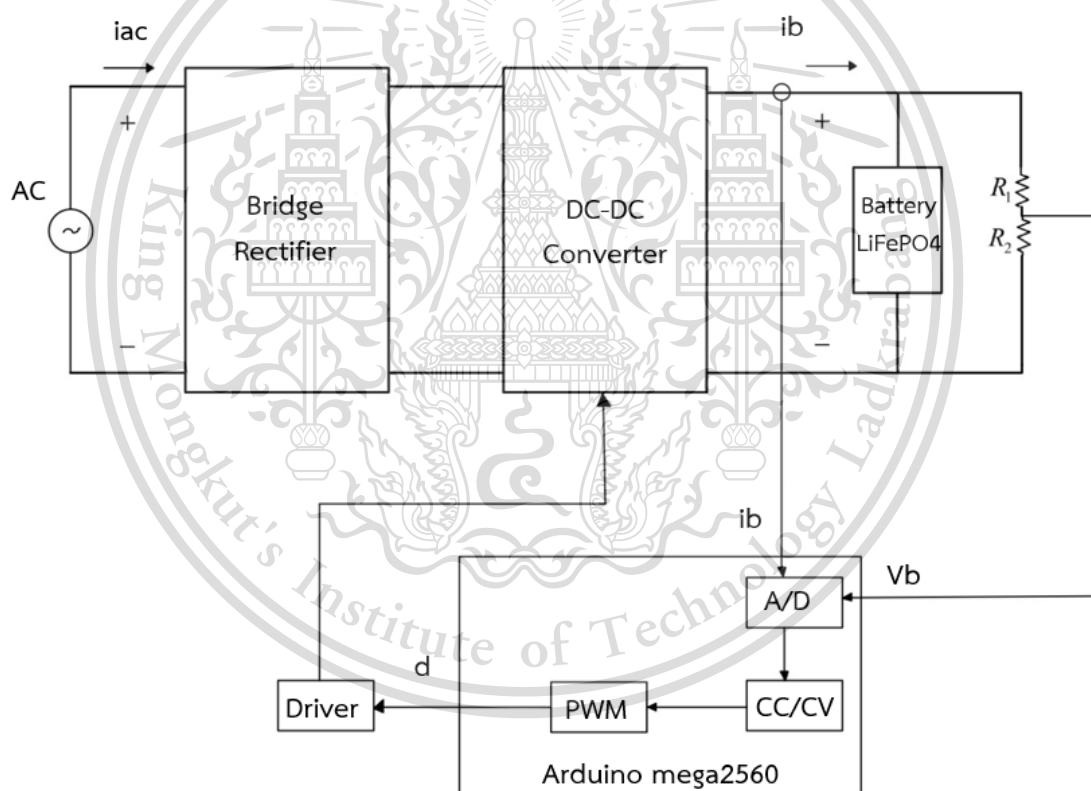 iac
ib
AC
+
−
Bridge
Rectifier
DC-DC
Converter
+
−
Battery
LiFePO4
R₁
R₂
ib
Vb
A/D
d
Driver
PWM
CC/CV
Arduino mega2560
King Mongkut's Institute of Technology Ladkrabang